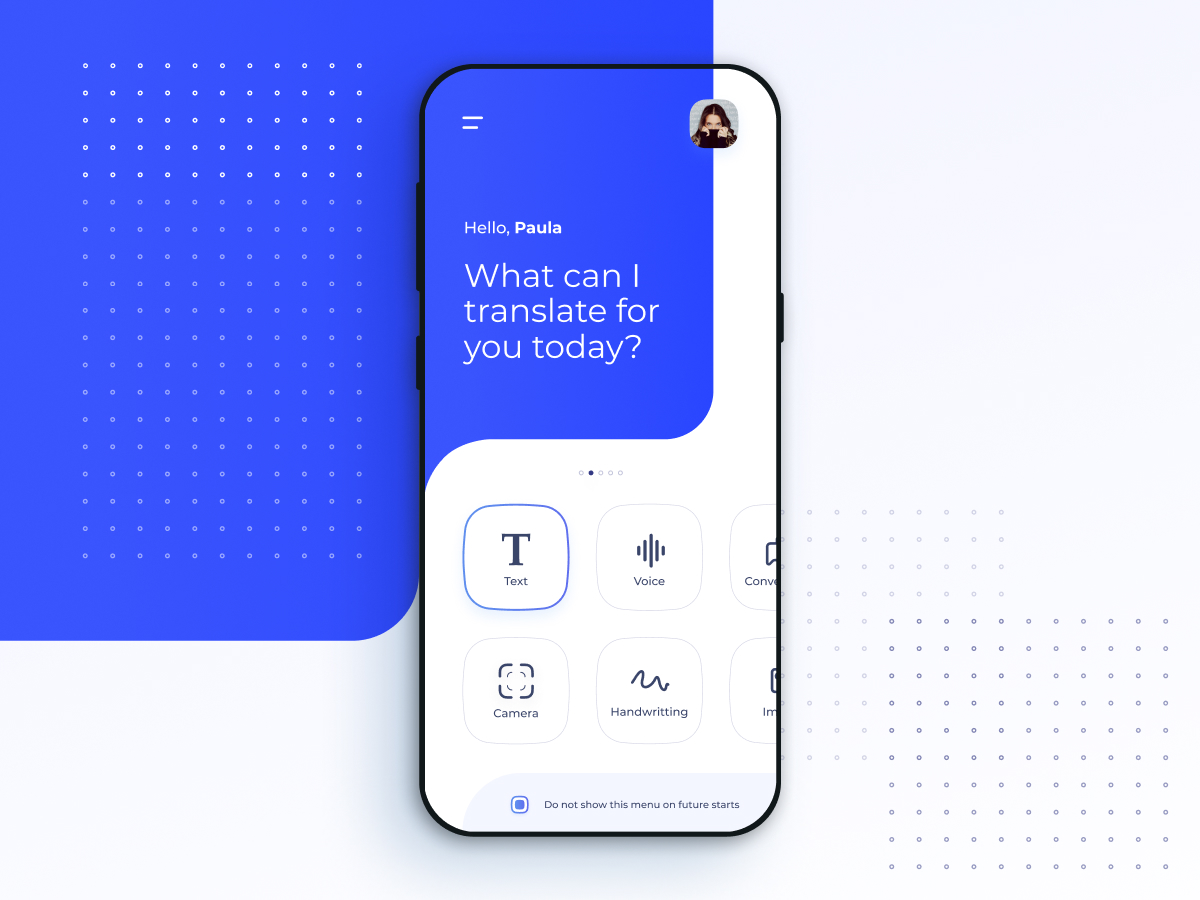 Hello, Paula
What can I
translate for
you today?
T
Text
Voice
Conve
Camera
Handwritting
Im
Do not show this menu on future starts